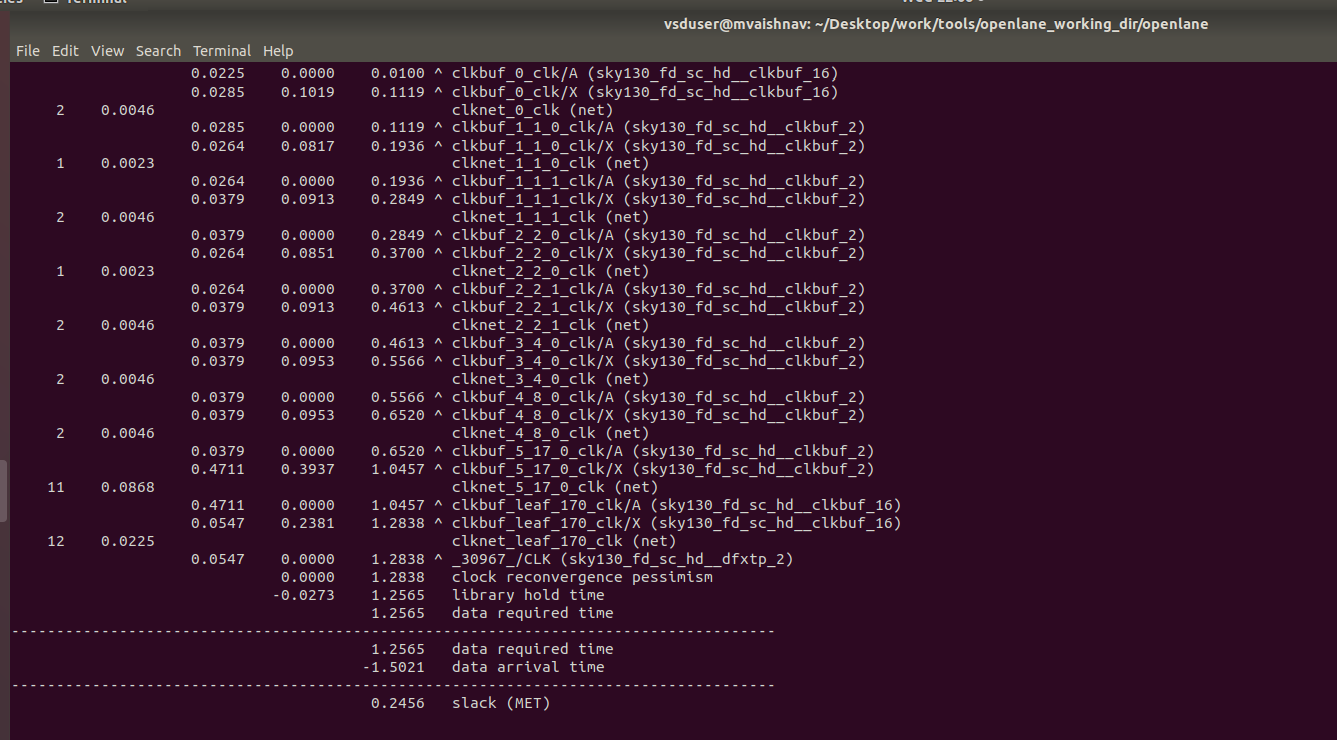 Terminal
vsduser@mvaishnav: ~/Desktop/work/tools/openlane_working_dir/openlane
File Edit View Search Terminal Help
0.0225 0.0000 0.0100 ^ clkbuf_0_clk/A (sky130_fd_sc_hd__clkbuf_16)
0.0285 0.1019 0.1119 ^ clkbuf_0_clk/X (sky130_fd_sc_hd__clkbuf_16)
2 0.0046 clknet_0_clk (net)
0.0285 0.0000 0.1119 ^ clkbuf_1_1_0_clk/A (sky130_fd_sc_hd__clkbuf_2)
0.0264 0.0817 0.1936 ^ clkbuf_1_1_0_clk/X (sky130_fd_sc_hd__clkbuf_2)
1 0.0023 clknet_1_1_0_clk (net)
0.0264 0.0000 0.1936 ^ clkbuf_1_1_1_clk/A (sky130_fd_sc_hd__clkbuf_2)
0.0379 0.0913 0.2849 ^ clkbuf_1_1_1_clk/X (sky130_fd_sc_hd__clkbuf_2)
2 0.0046 clknet_1_1_1_clk (net)
0.0379 0.0000 0.2849 ^ clkbuf_2_2_0_clk/A (sky130_fd_sc_hd__clkbuf_2)
0.0264 0.0851 0.3700 ^ clkbuf_2_2_0_clk/X (sky130_fd_sc_hd__clkbuf_2)
1 0.0023 clknet_2_2_0_clk (net)
0.0264 0.0000 0.3700 ^ clkbuf_2_2_1_clk/A (sky130_fd_sc_hd__clkbuf_2)
0.0379 0.0913 0.4613 ^ clkbuf_2_2_1_clk/X (sky130_fd_sc_hd__clkbuf_2)
2 0.0046 clknet_2_2_1_clk (net)
0.0379 0.0000 0.4613 ^ clkbuf_3_4_0_clk/A (sky130_fd_sc_hd__clkbuf_2)
0.0379 0.0953 0.5566 ^ clkbuf_3_4_0_clk/X (sky130_fd_sc_hd__clkbuf_2)
2 0.0046 clknet_3_4_0_clk (net)
0.0379 0.0000 0.5566 ^ clkbuf_4_8_0_clk/A (sky130_fd_sc_hd__clkbuf_2)
0.0379 0.0953 0.6520 ^ clkbuf_4_8_0_clk/X (sky130_fd_sc_hd__clkbuf_2)
2 0.0046 clknet_4_8_0_clk (net)
0.0379 0.0000 0.6520 ^ clkbuf_5_17_0_clk/A (sky130_fd_sc_hd__clkbuf_2)
0.4711 0.3937 1.0457 ^ clkbuf_5_17_0_clk/X (sky130_fd_sc_hd__clkbuf_2)
11 0.0868 clknet_5_17_0_clk (net)
0.4711 0.0000 1.0457 ^ clkbuf_leaf_170_clk/A (sky130_fd_sc_hd__clkbuf_16)
0.0547 0.2381 1.2838 ^ clkbuf_leaf_170_clk/X (sky130_fd_sc_hd__clkbuf_16)
12 0.0225 clknet_leaf_170_clk (net)
0.0547 0.0000 1.2838 ^ _30967_/CLK (sky130_fd_sc_hd__dfxtp_2)
0.0000 1.2838 clock reconvergence pessimism
-0.0273 1.2565 library hold time
1.2565 data required time
-------------------------------------------------------------------------------------
1.2565 data required time
-1.5021 data arrival time
-------------------------------------------------------------------------------------
0.2456 slack (MET)